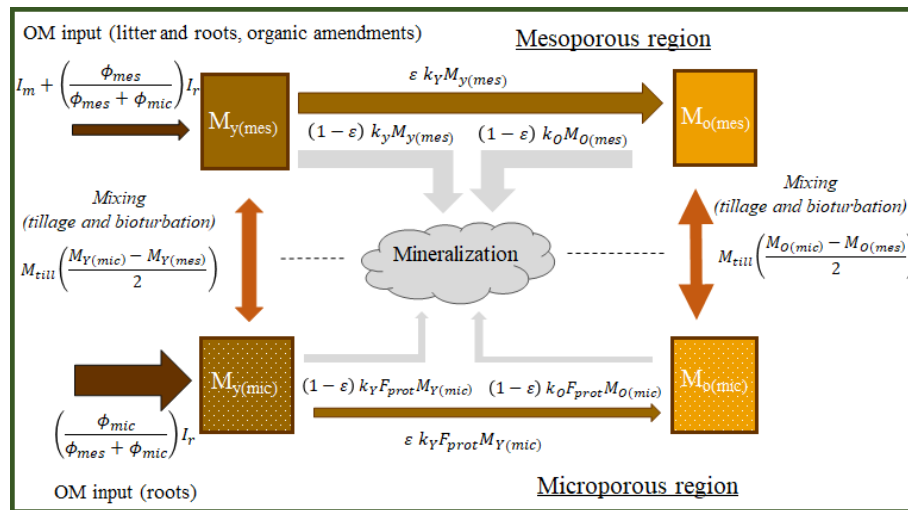 OM input (litter and roots, organic amendments)
Mesoporous region
I_m + (ϕ_mes / (ϕ_mes + ϕ_mic)) I_r
M_y(mes)
ε k_Y M_y(mes)
M_o(mes)
(1 − ε) k_y M_y(mes)
(1 − ε) k_O M_O(mes)
Mixing
(tillage and bioturbation)
M_till ((M_Y(mic) − M_Y(mes)) / 2)
Mineralization
Mixing
(tillage and bioturbation)
M_till ((M_O(mic) − M_O(mes)) / 2)
M_y(mic)
M_o(mic)
(1 − ε) k_Y F_prot M_Y(mic)
(1 − ε) k_O F_prot M_O(mic)
(ϕ_mic / (ϕ_mes + ϕ_mic)) I_r
ε k_Y F_prot M_Y(mic)
OM input (roots)
Microporous region